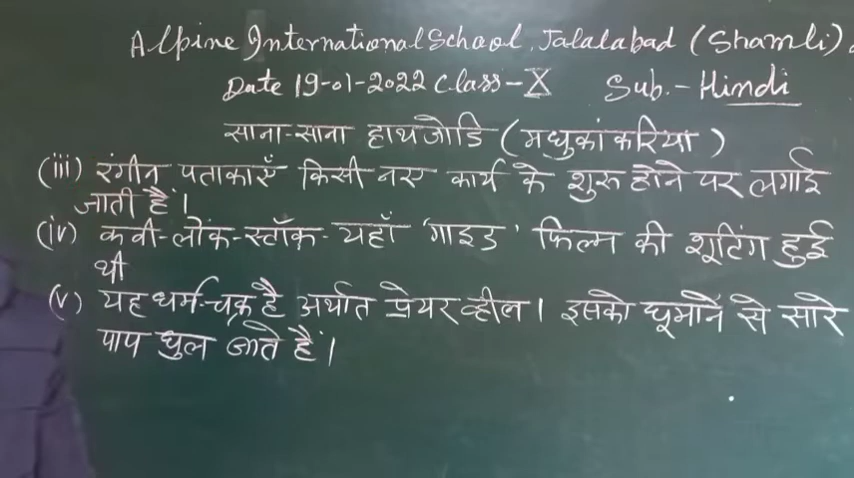 Alpine International School, Jalalabad (Shamli).
Date 19-01-2022 Class-X Sub.- Hindi
साना-साना हाथ जोडि (मधुकां करिया)
(iii) रंगीन पताकाएँ किसी नए कार्य के शुरू होने पर लगाई
जाती हैं।
(iv) कवी-लोंक-स्टॉक- यहाँ 'गाइड' फिल्म की शूटिंग हुई
थी
(v) यह धर्म-चक्र है अर्थात प्रेयर व्हील। इसको घूमोनें से सारे
पाप धुल जाते हैं।